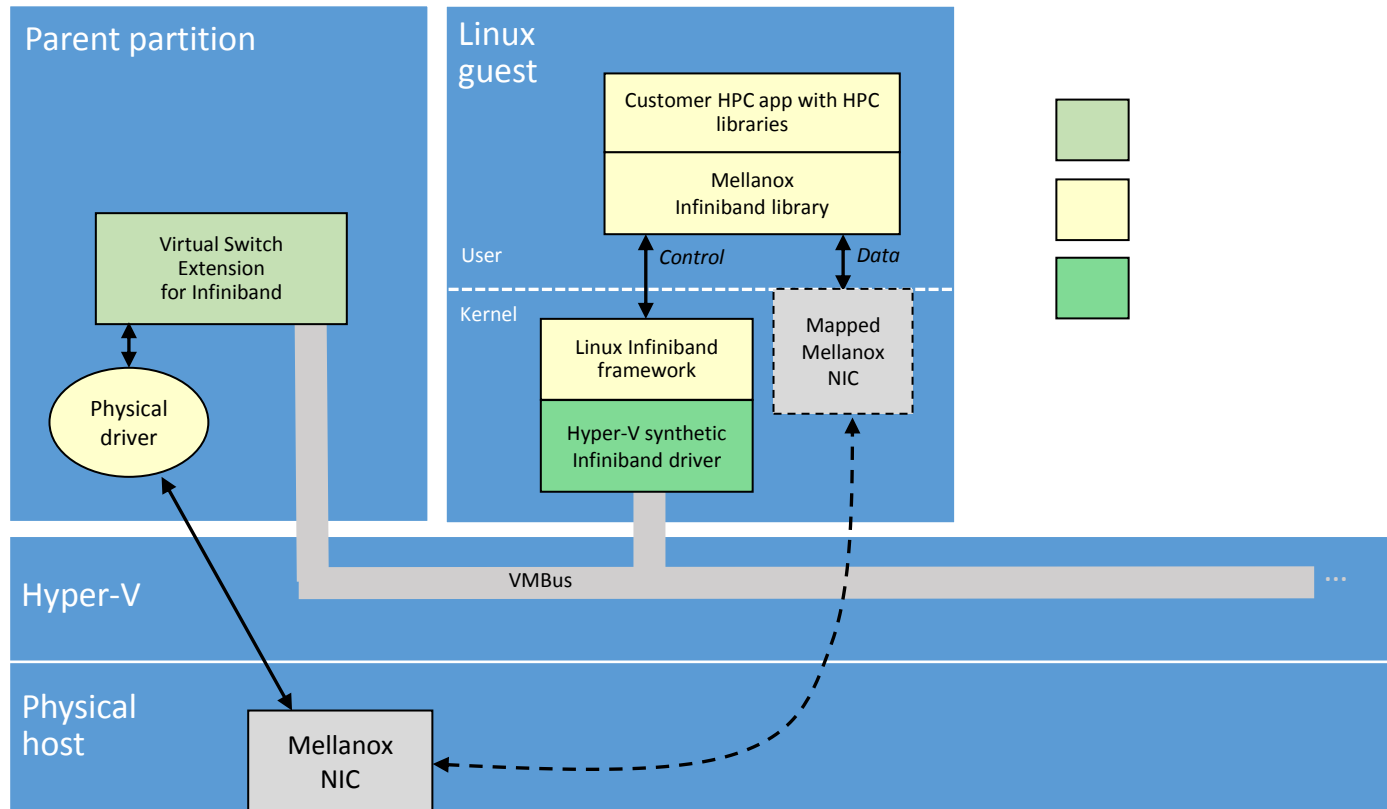 Parent partition
Linux
guest
Customer HPC app with HPC
libraries
Mellanox
Infiniband library
Virtual Switch
Extension
for Infiniband
User
Control
Data
Kernel
Mapped
Mellanox
NIC
Linux Infiniband
framework
Physical
driver
Hyper-V synthetic
Infiniband driver
VMBus
...
Hyper-V
Physical
host
Mellanox
NIC